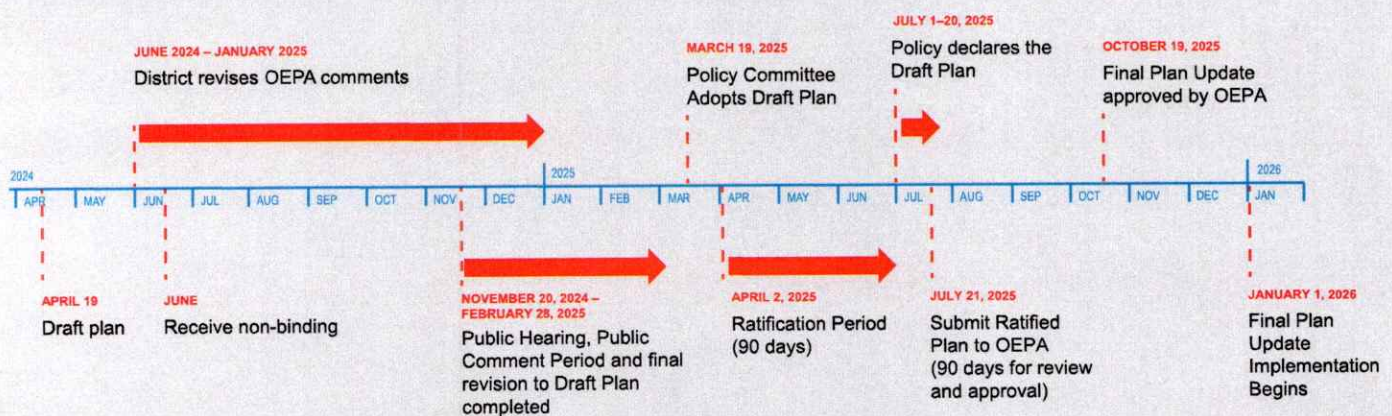 JUNE 2024 – JANUARY 2025
District revises OEPA comments
MARCH 19, 2025
Policy Committee
Adopts Draft Plan
JULY 1–20, 2025
Policy declares the
Draft Plan
OCTOBER 19, 2025
Final Plan Update
approved by OEPA
2024
2025
2026
APR
MAY
JUN
JUL
AUG
SEP
OCT
NOV
DEC
JAN
FEB
MAR
APR
MAY
JUN
JUL
AUG
SEP
OCT
NOV
DEC
JAN
APRIL 19
Draft plan
JUNE
Receive non-binding
NOVEMBER 20, 2024 –
FEBRUARY 28, 2025
Public Hearing, Public
Comment Period and final
revision to Draft Plan
completed
APRIL 2, 2025
Ratification Period
(90 days)
JULY 21, 2025
Submit Ratified
Plan to OEPA
(90 days for review
and approval)
JANUARY 1, 2026
Final Plan
Update
Implementation
Begins